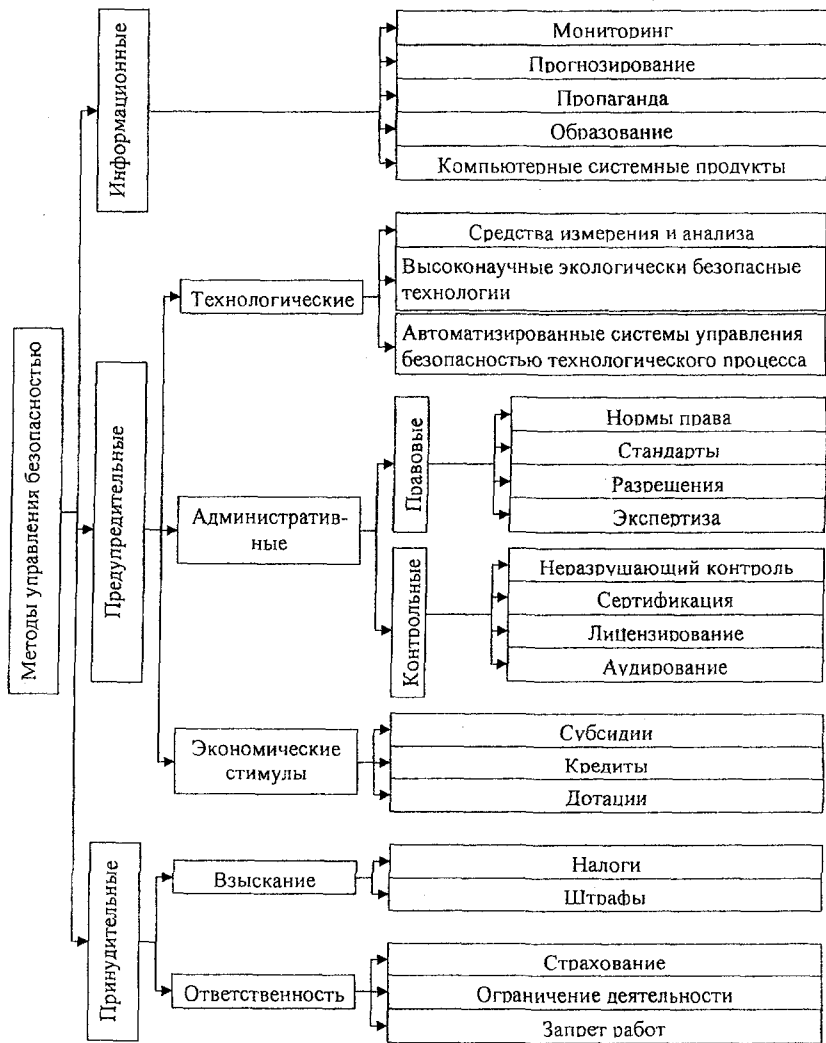 Методы управления безопасностью
Информационные
Мониторинг
Прогнозирование
Пропаганда
Образование
Компьютерные системные продукты
Предупредительные
Технологические
Средства измерения и анализа
Высоконаучные экологически безопасные
технологии
Автоматизированные системы управления
безопасностью технологического процесса
Административ-
ные
Правовые
Нормы права
Стандарты
Разрешения
Экспертиза
Контрольные
Неразрушающий контроль
Сертификация
Лицензирование
Аудирование
Экономические
стимулы
Субсидии
Кредиты
Дотации
Принудительные
Взыскание
Налоги
Штрафы
Ответственность
Страхование
Ограничение деятельности
Запрет работ